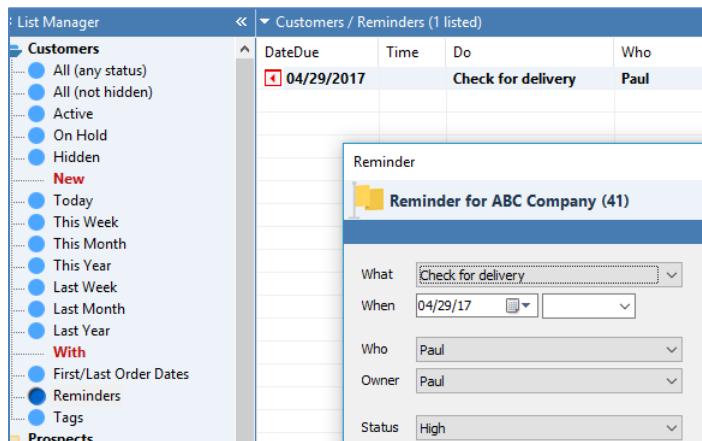 List Manager «
Customers
All (any status)
All (not hidden)
Active
On Hold
Hidden
New
Today
This Week
This Month
This Year
Last Week
Last Month
Last Year
With
First/Last Order Dates
Reminders
Tags
Prospects
Customers / Reminders (1 listed)
DateDue Time Do Who
04/29/2017 Check for delivery Paul
Reminder
Reminder for ABC Company (41)
What Check for delivery
When 04/29/17
Who Paul
Owner Paul
Status High